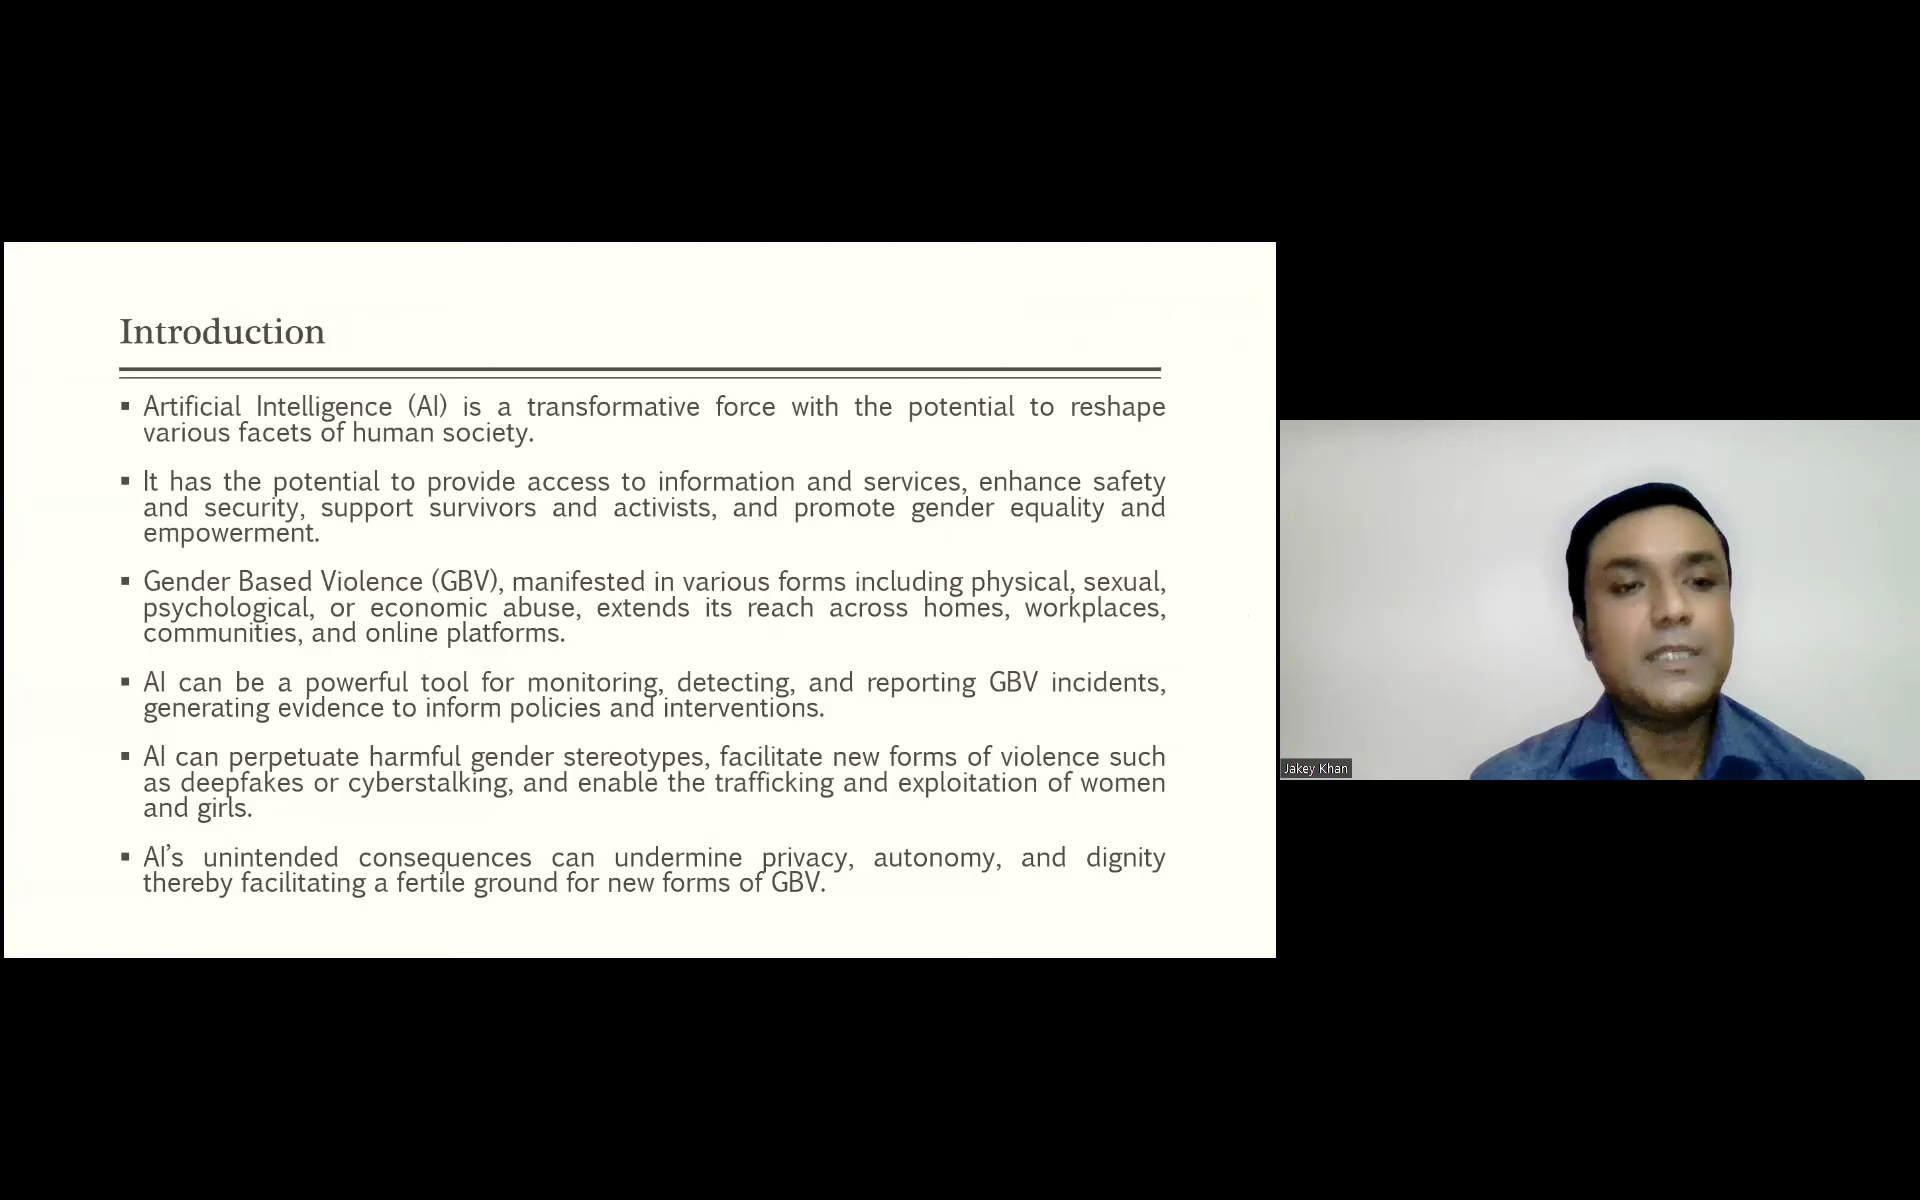 Introduction
▪ Artificial Intelligence (AI) is a transformative force with the potential to reshape
various facets of human society.
▪ It has the potential to provide access to information and services, enhance safety
and security, support survivors and activists, and promote gender equality and
empowerment.
▪ Gender Based Violence (GBV), manifested in various forms including physical, sexual,
psychological, or economic abuse, extends its reach across homes, workplaces,
communities, and online platforms.
▪ AI can be a powerful tool for monitoring, detecting, and reporting GBV incidents,
generating evidence to inform policies and interventions.
▪ AI can perpetuate harmful gender stereotypes, facilitate new forms of violence such
as deepfakes or cyberstalking, and enable the trafficking and exploitation of women
and girls.
▪ AI’s unintended consequences can undermine privacy, autonomy, and dignity
thereby facilitating a fertile ground for new forms of GBV.
Jakey Khan